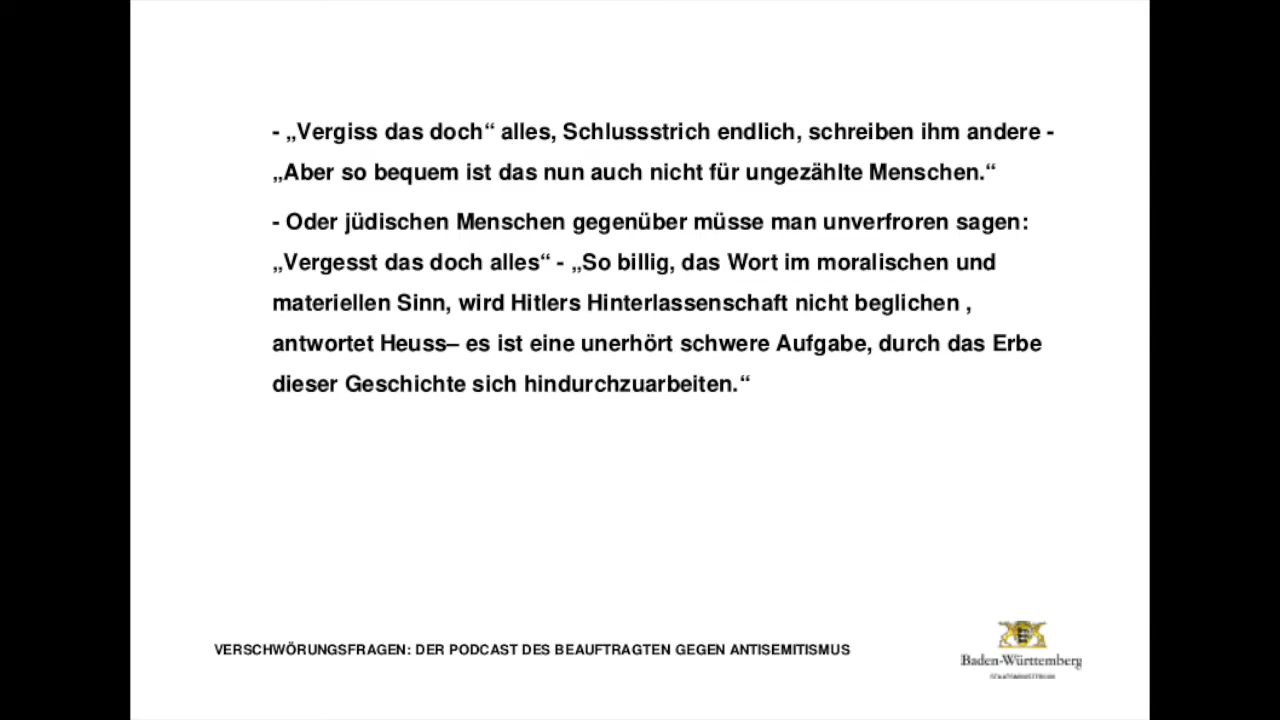 - „Vergiss das doch“ alles, Schlussstrich endlich, schreiben ihm andere -
„Aber so bequem ist das nun auch nicht für ungezählte Menschen.“
- Oder jüdischen Menschen gegenüber müsse man unverfroren sagen:
„Vergesst das doch alles“ - „So billig, das Wort im moralischen und
materiellen Sinn, wird Hitlers Hinterlassenschaft nicht beglichen ,
antwortet Heuss– es ist eine unerhört schwere Aufgabe, durch das Erbe
dieser Geschichte sich hindurchzuarbeiten.“
VERSCHWÖRUNGSFRAGEN: DER PODCAST DES BEAUFTRAGTEN GEGEN ANTISEMITISMUS
Baden-Württemberg
STAATSMINISTERIUM